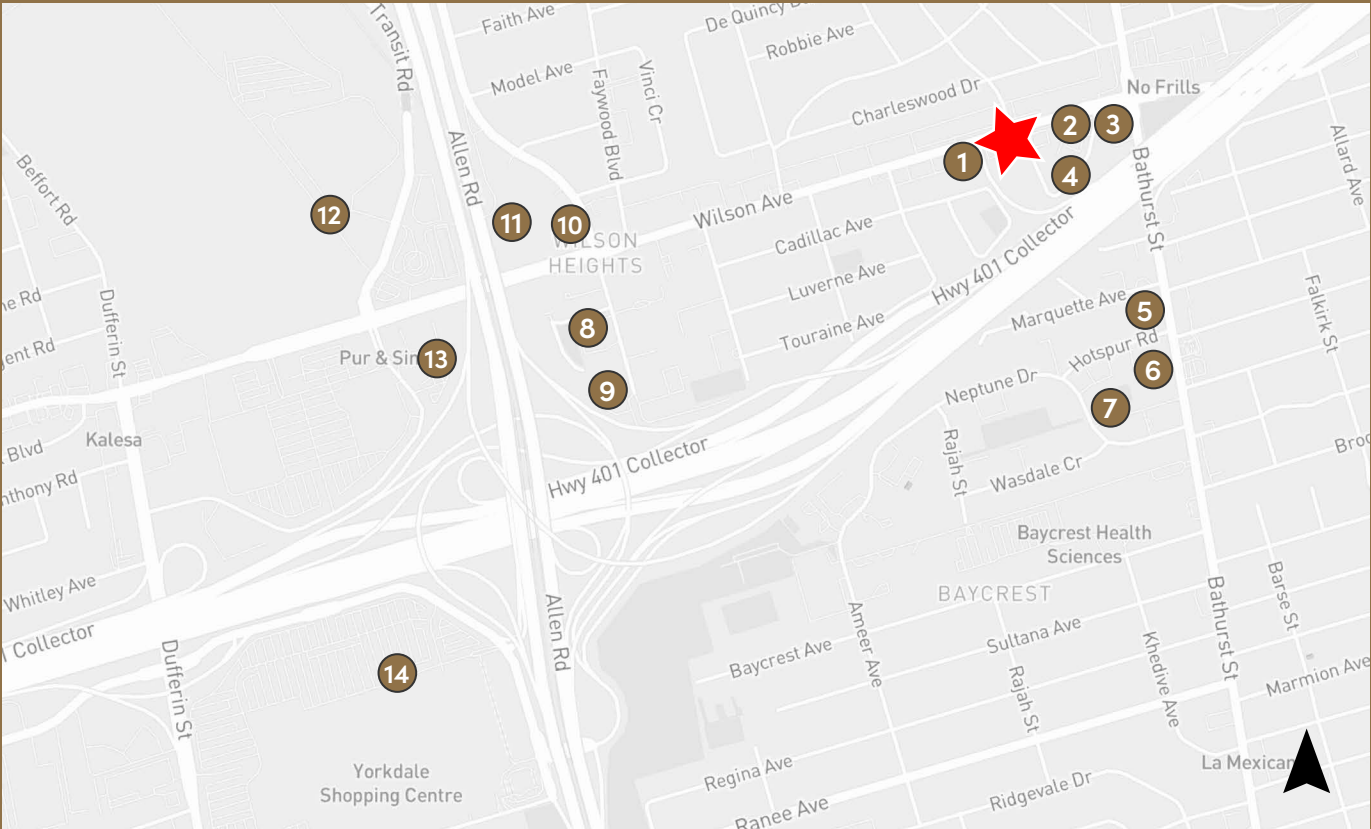 Faith Ave
De Quincy B
Robbie Ave
Transit Rd
Model Ave
Vinci Cr
Faywood Blvd
Charleswood Dr
No Frills
2
3
1
4
Allard Ave
Allen Rd
Beffort Rd
Bathurst St
12
11
10
Wilson Ave
WILSON
HEIGHTS
Cadillac Ave
Hwy 401 Collector
Luverne Ave
ne Rd
Dufferin St
Marquette Ave
5
Falkirk St
8
Touraine Ave
gent Rd
Pur & Sim
13
Hotspur Rd
6
9
Neptune Dr
7
Kalesa
Blvd
Rajah St
Broo
Hwy 401 Collector
Wasdale Cr
nthony Rd
Baycrest Health
Sciences
BAYCREST
Whitley Ave
Allen Rd
Barse St
Bathurst St
Collector
Ameer Ave
Sultana Ave
Baycrest Ave
Khedive Ave
Dufferin St
14
Rajah St
Marmion Ave
Yorkdale
Shopping Centre
Regina Ave
La Mexican
Ridgevale Dr
Ranee Ave